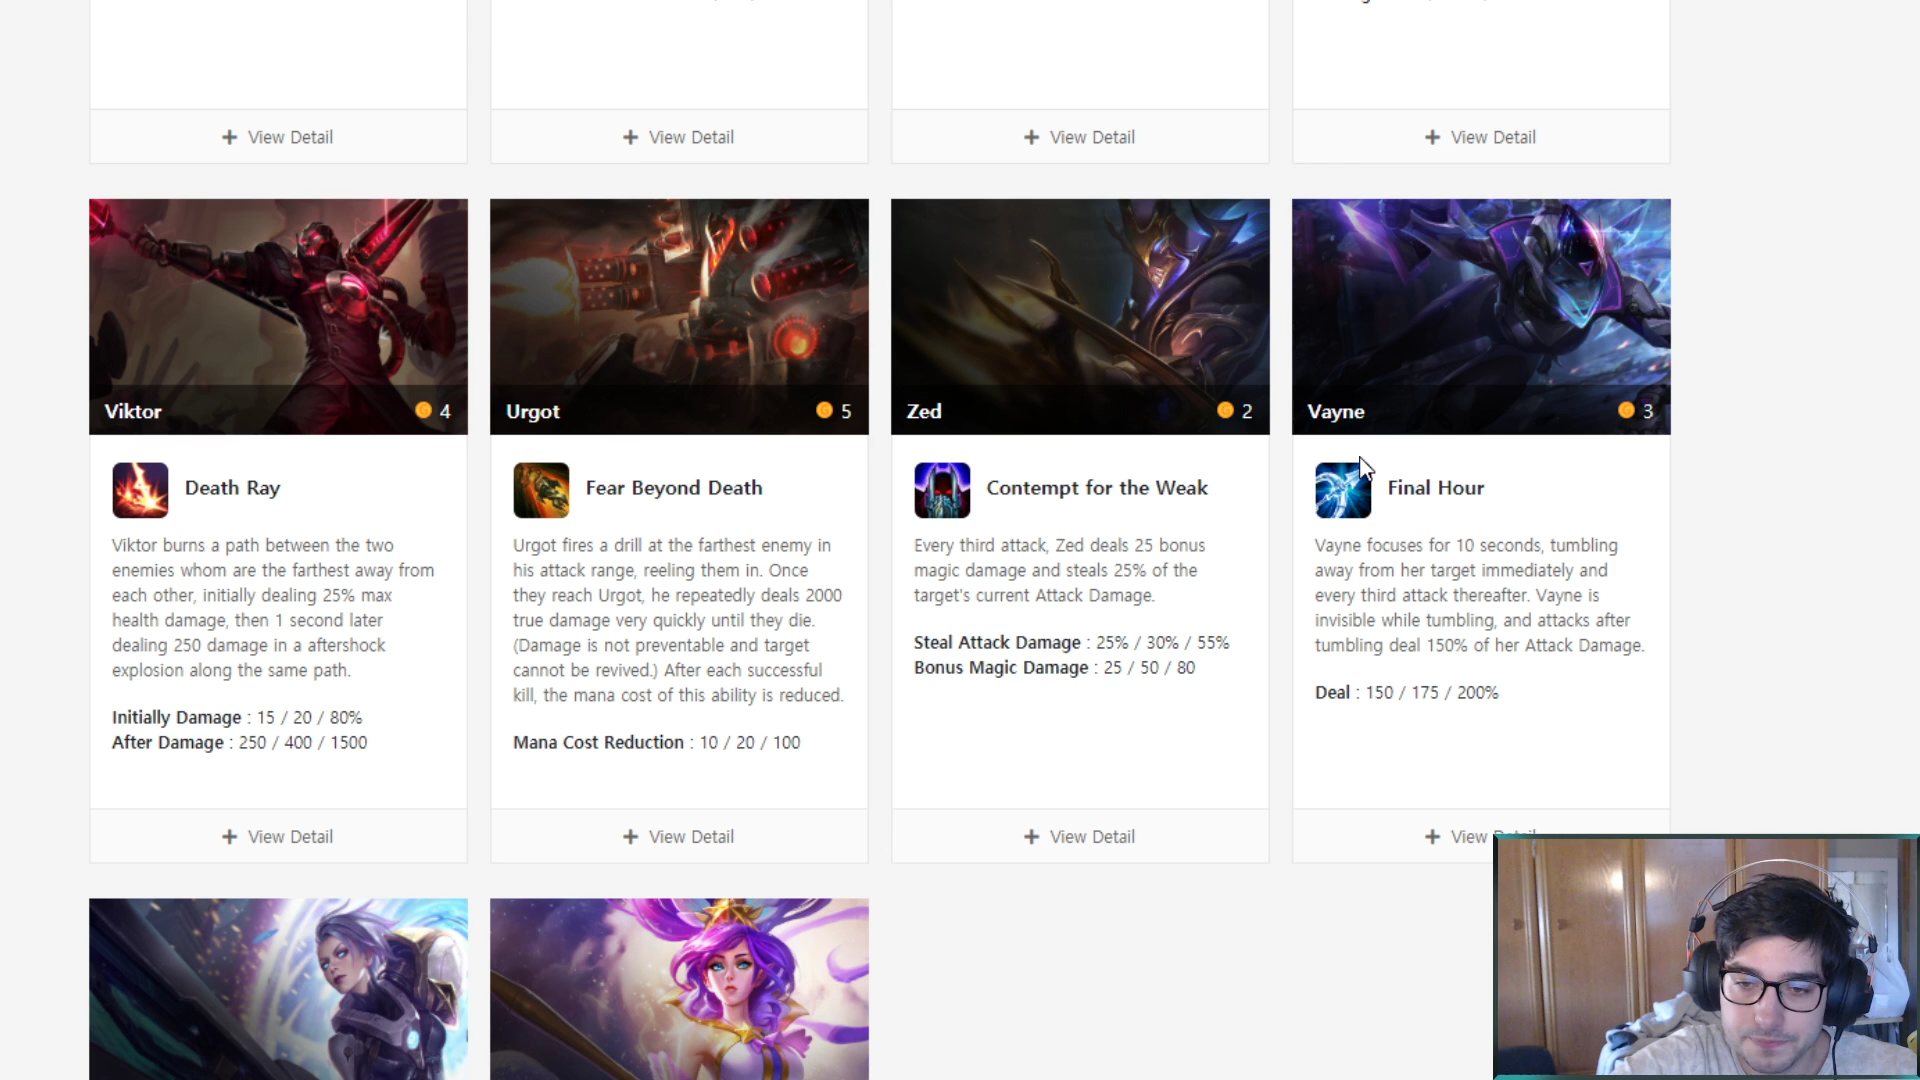 + View Detail
+ View Detail
+ View Detail
+ View Detail
Viktor 4
Urgot 5
Zed 2
Vayne 3
Death Ray
Viktor burns a path between the two
enemies whom are the farthest away from
each other, initially dealing 25% max
health damage, then 1 second later
dealing 250 damage in a aftershock
explosion along the same path.
Initially Damage : 15 / 20 / 80%
After Damage : 250 / 400 / 1500
Fear Beyond Death
Urgot fires a drill at the farthest enemy in
his attack range, reeling them in. Once
they reach Urgot, he repeatedly deals 2000
true damage very quickly until they die.
(Damage is not preventable and target
cannot be revived.) After each successful
kill, the mana cost of this ability is reduced.
Mana Cost Reduction : 10 / 20 / 100
Contempt for the Weak
Every third attack, Zed deals 25 bonus
magic damage and steals 25% of the
target's current Attack Damage.
Steal Attack Damage : 25% / 30% / 55%
Bonus Magic Damage : 25 / 50 / 80
Final Hour
Vayne focuses for 10 seconds, tumbling
away from her target immediately and
every third attack thereafter. Vayne is
invisible while tumbling, and attacks after
tumbling deal 150% of her Attack Damage.
Deal : 150 / 175 / 200%
+ View Detail
+ View Detail
+ View Detail
+ View